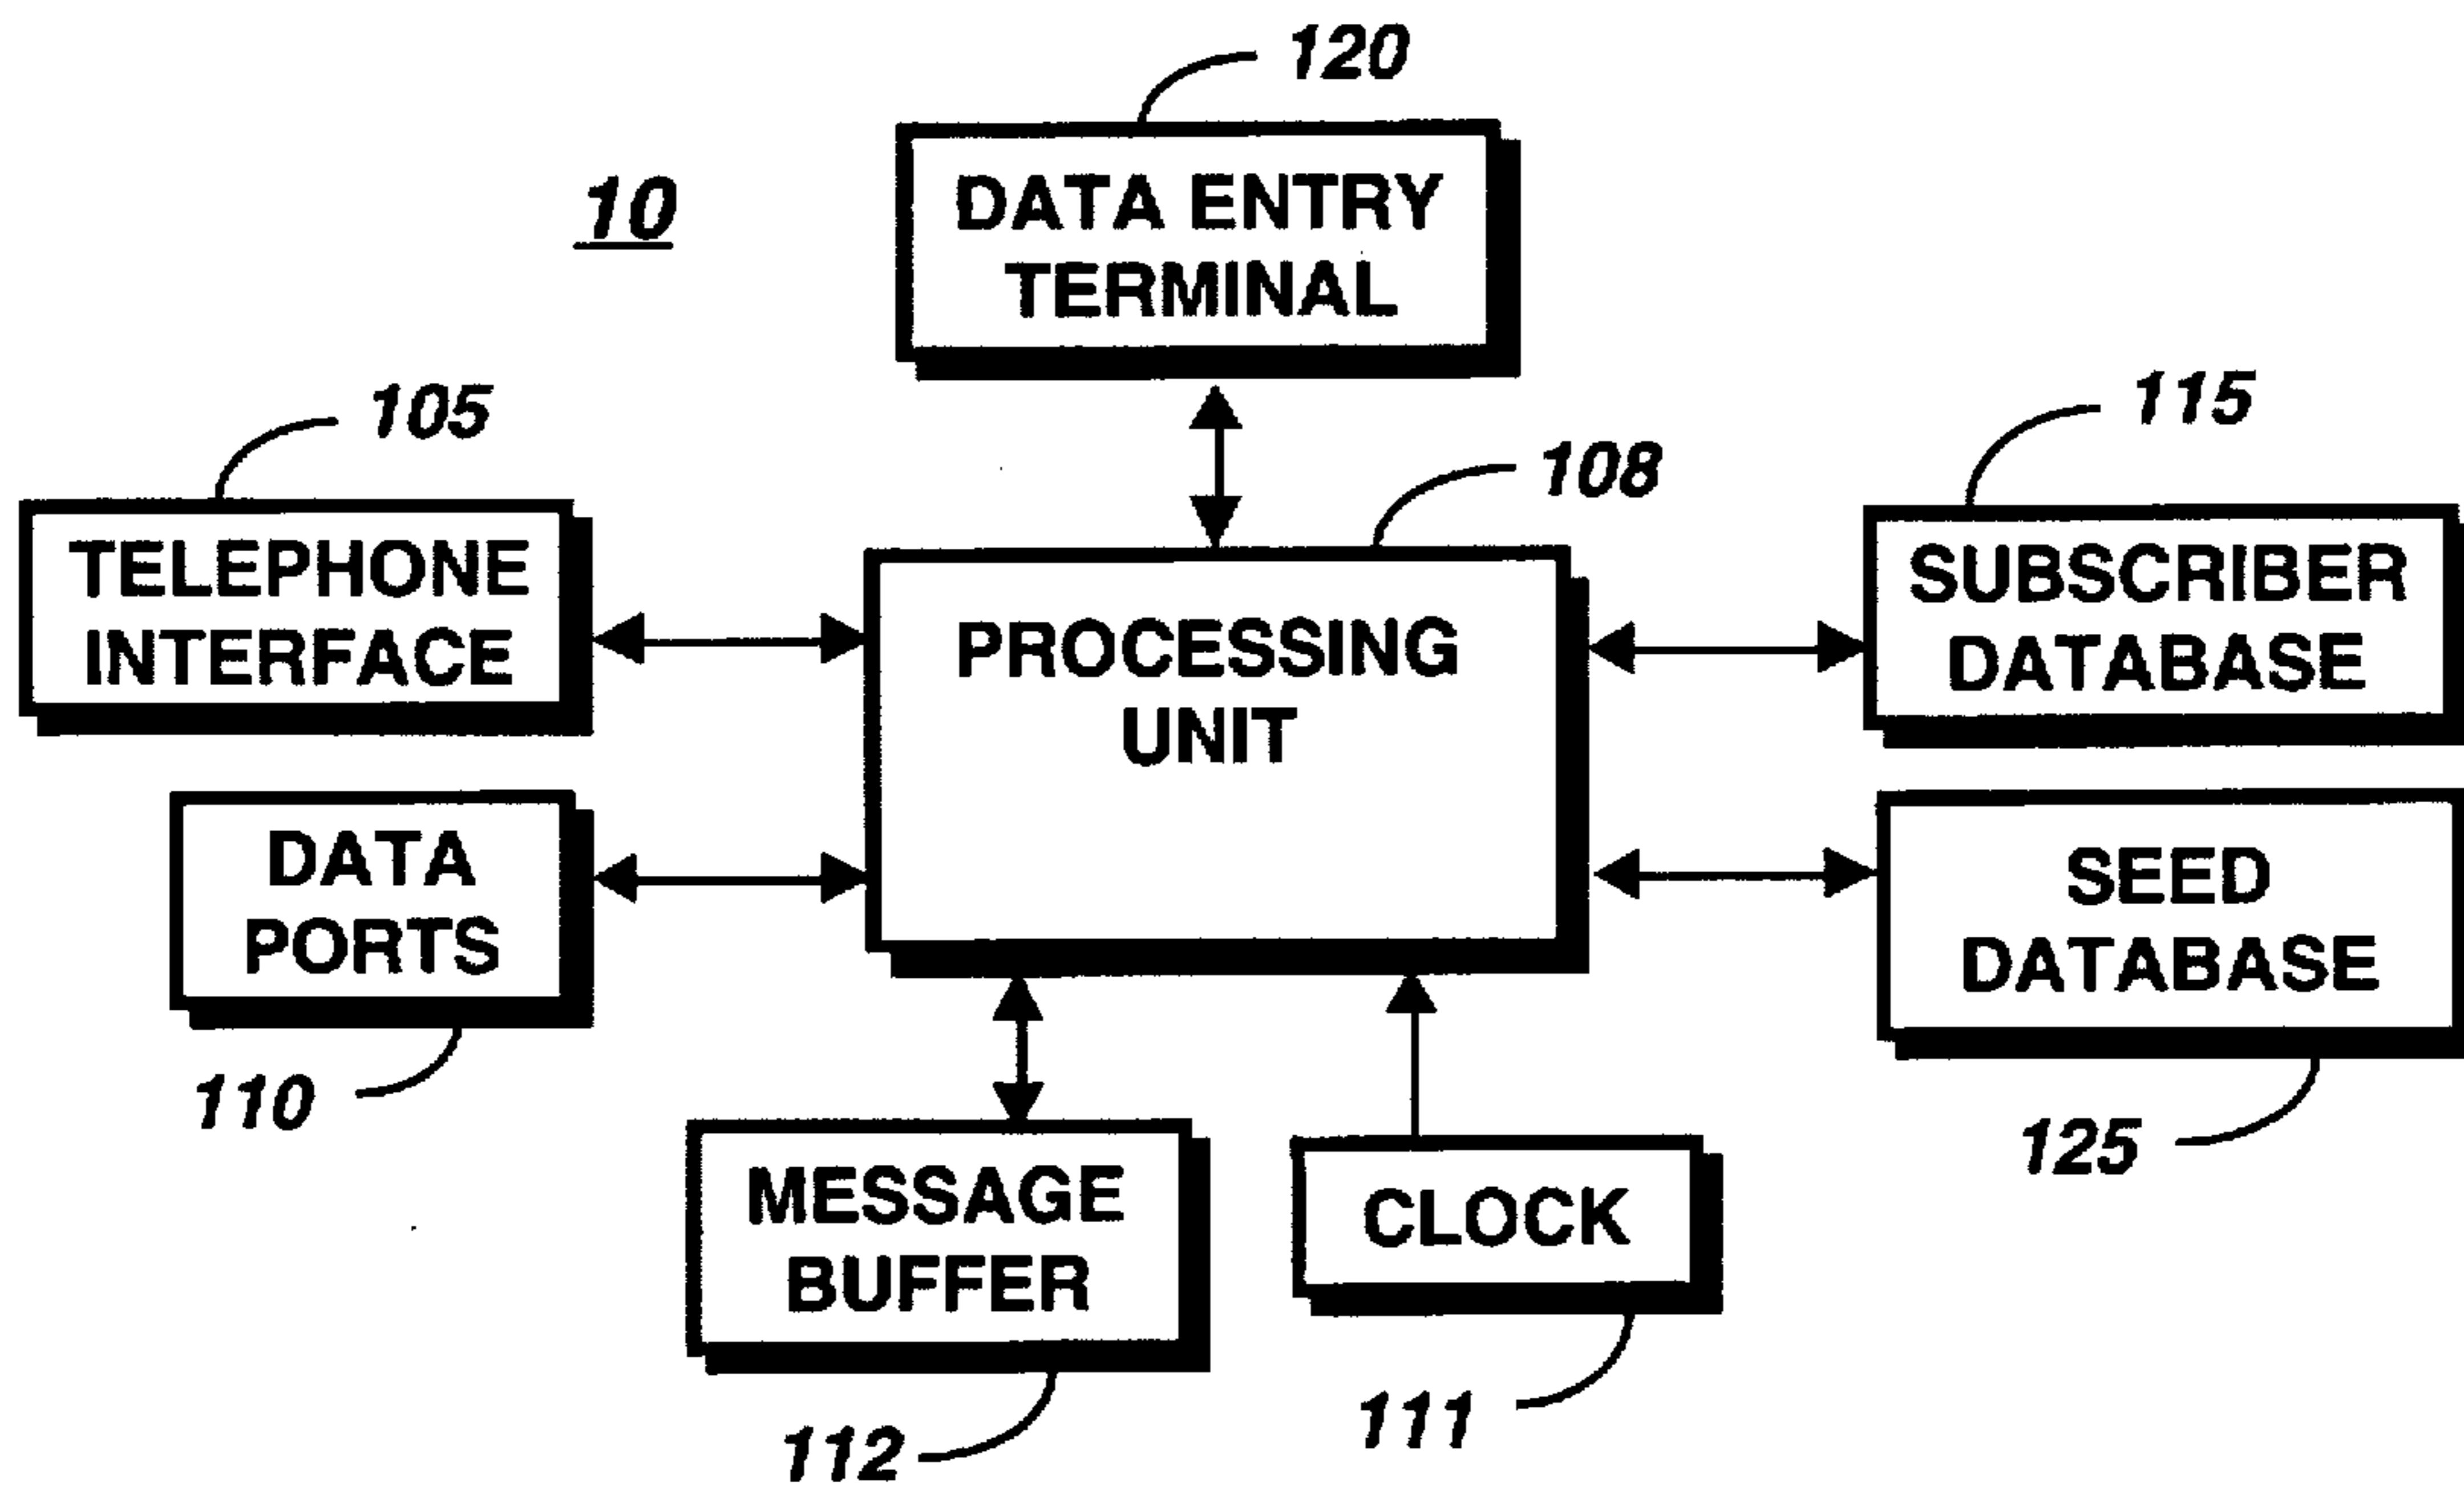 120
10
DATA ENTRY
TERMINAL
105
115
108
TELEPHONE
INTERFACE
SUBSCRIBER
DATABASE
PROCESSING
UNIT
DATA
PORTS
SEED
DATABASE
110
125
MESSAGE
BUFFER
CLOCK
111
112